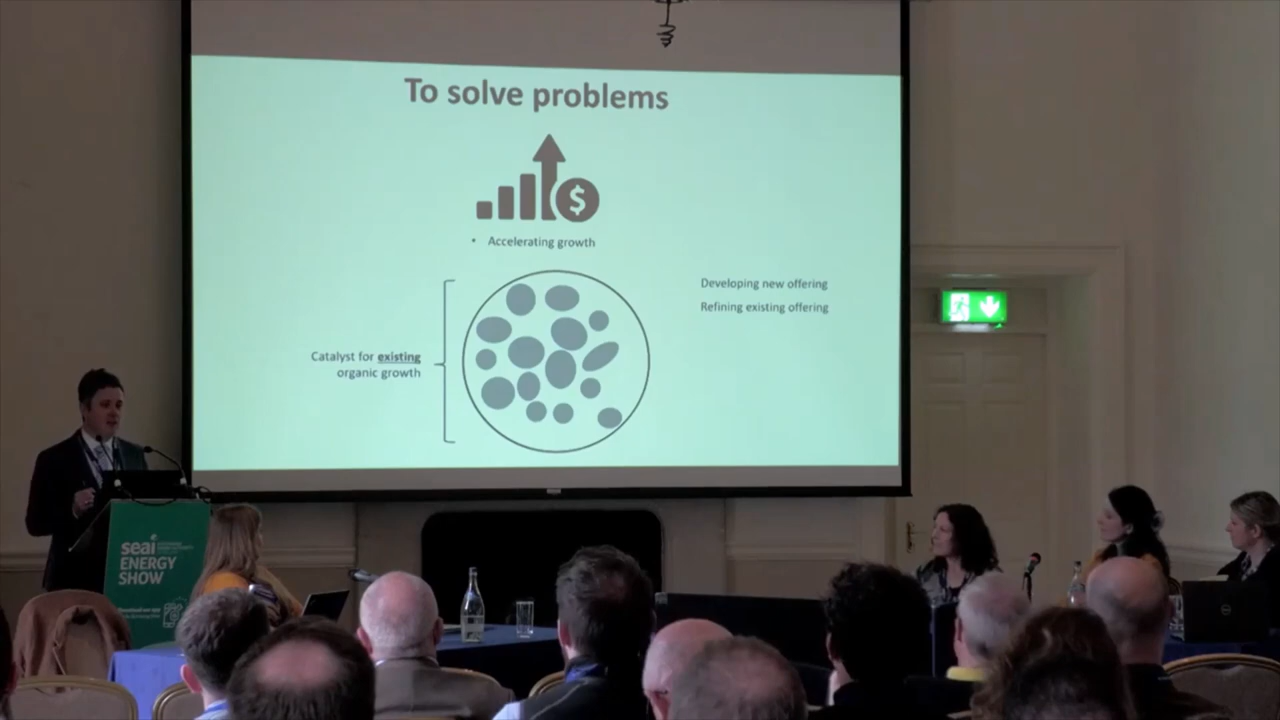 To solve problems
$
• Accelerating growth
Developing new offering
Refining existing offering
Catalyst for existing
organic growth
seai
ENERGY
SHOW